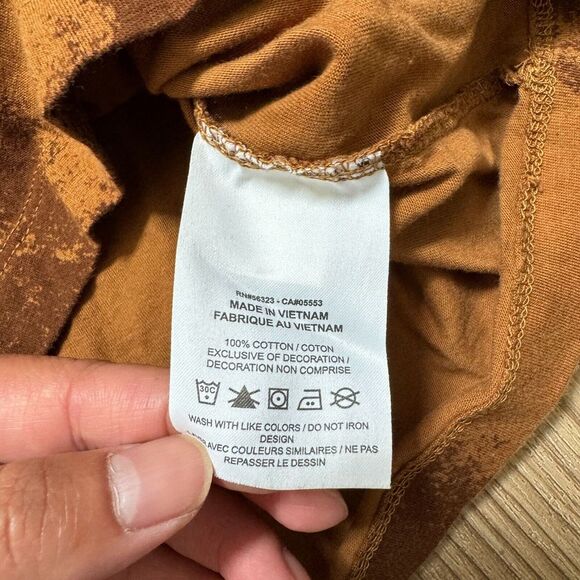 RN#56323 - CA#05553
MADE IN VIETNAM
FABRIQUE AU VIETNAM
100% COTTON / COTON
EXCLUSIVE OF DECORATION /
DECORATION NON COMPRISE
30C
WASH WITH LIKE COLORS / DO NOT IRON
DESIGN
AVEC COULEURS SIMILAIRES / NE PAS
REPASSER LE DESSIN